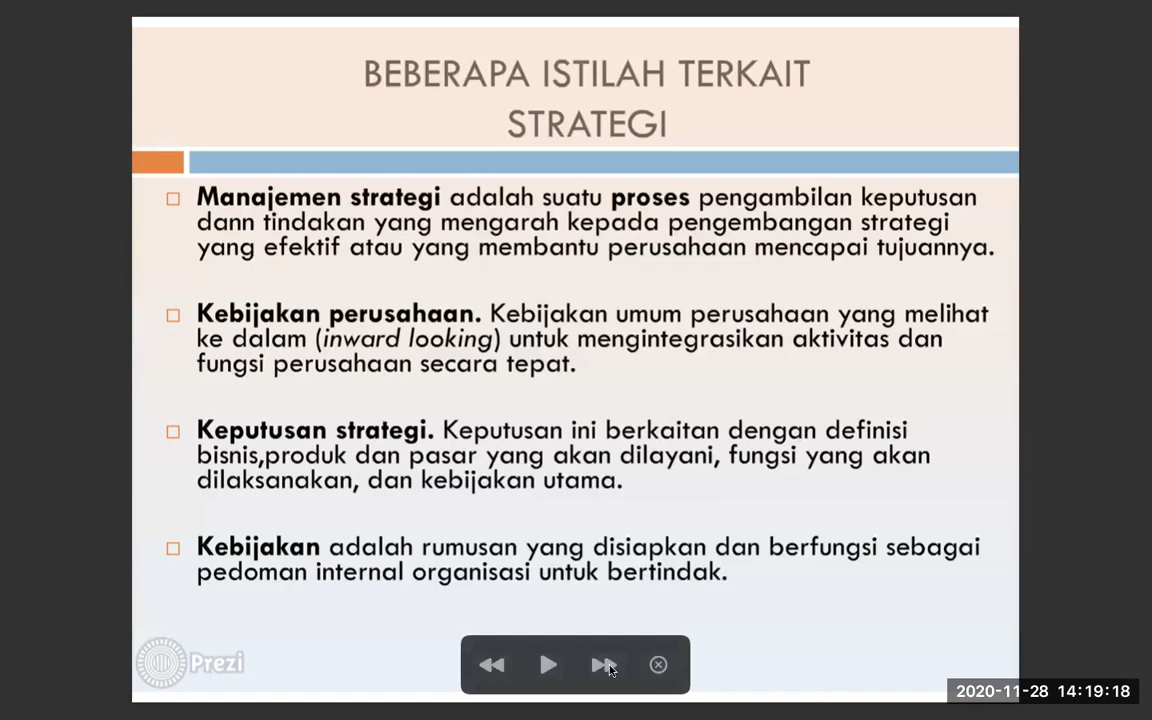 BEBERAPA ISTILAH TERKAIT
STRATEGI
Manajemen strategi adalah suatu proses pengambilan keputusan
dann tindakan yang mengarah kepada pengembangan strategi
yang efektif atau yang membantu perusahaan mencapai tujuannya.
Kebijakan perusahaan. Kebijakan umum perusahaan yang melihat
ke dalam (inward looking) untuk mengintegrasikan aktivitas dan
fungsi perusahaan secara tepat.
Keputusan strategi. Keputusan ini berkaitan dengan definisi
bisnis,produk dan pasar yang akan dilayani, fungsi yang akan
dilaksanakan, dan kebijakan utama.
Kebijakan adalah rumusan yang disiapkan dan berfungsi sebagai
pedoman internal organisasi untuk bertindak.
Prezi
2020-11-28 14:19:18